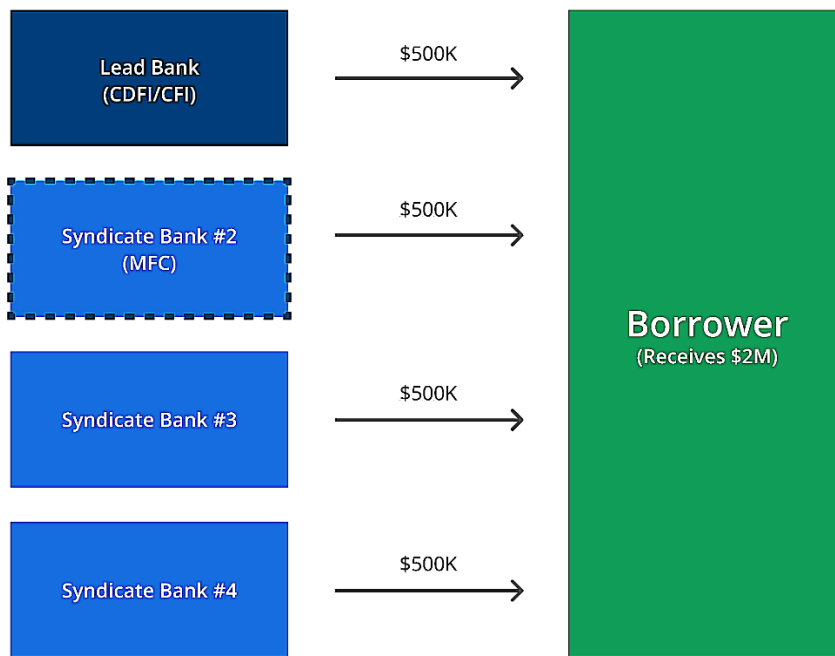 Lead Bank
(CDFI/CFI)
$500K
Syndicate Bank #2
(MFC)
$500K
Syndicate Bank #3
$500K
Syndicate Bank #4
$500K
Borrower
(Receives $2M)